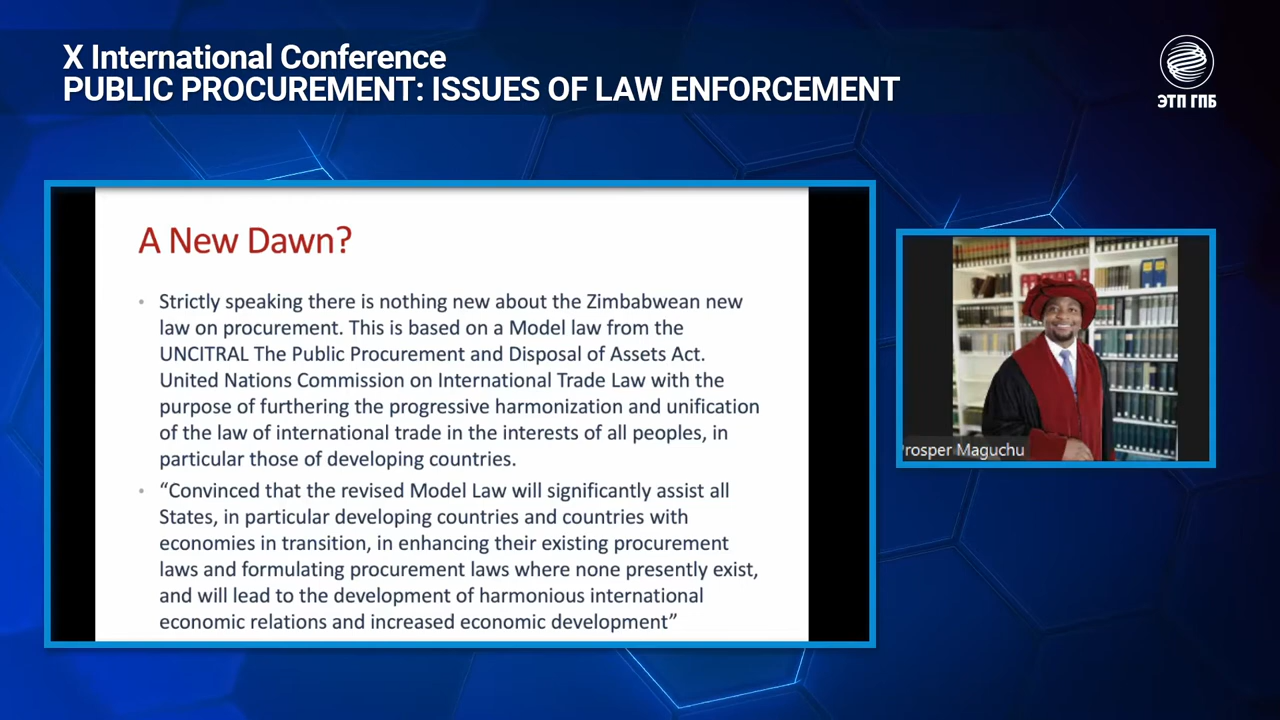 X International Conference
PUBLIC PROCUREMENT: ISSUES OF LAW ENFORCEMENT
ЭТП ГПБ
A New Dawn?
• Strictly speaking there is nothing new about the Zimbabwean new
law on procurement. This is based on a Model law from the
UNCITRAL The Public Procurement and Disposal of Assets Act.
United Nations Commission on International Trade Law with the
purpose of furthering the progressive harmonization and unification
of the law of international trade in the interests of all peoples, in
particular those of developing countries.
• “Convinced that the revised Model Law will significantly assist all
States, in particular developing countries and countries with
economies in transition, in enhancing their existing procurement
laws and formulating procurement laws where none presently exist,
and will lead to the development of harmonious international
economic relations and increased economic development”
rosper Maguchu